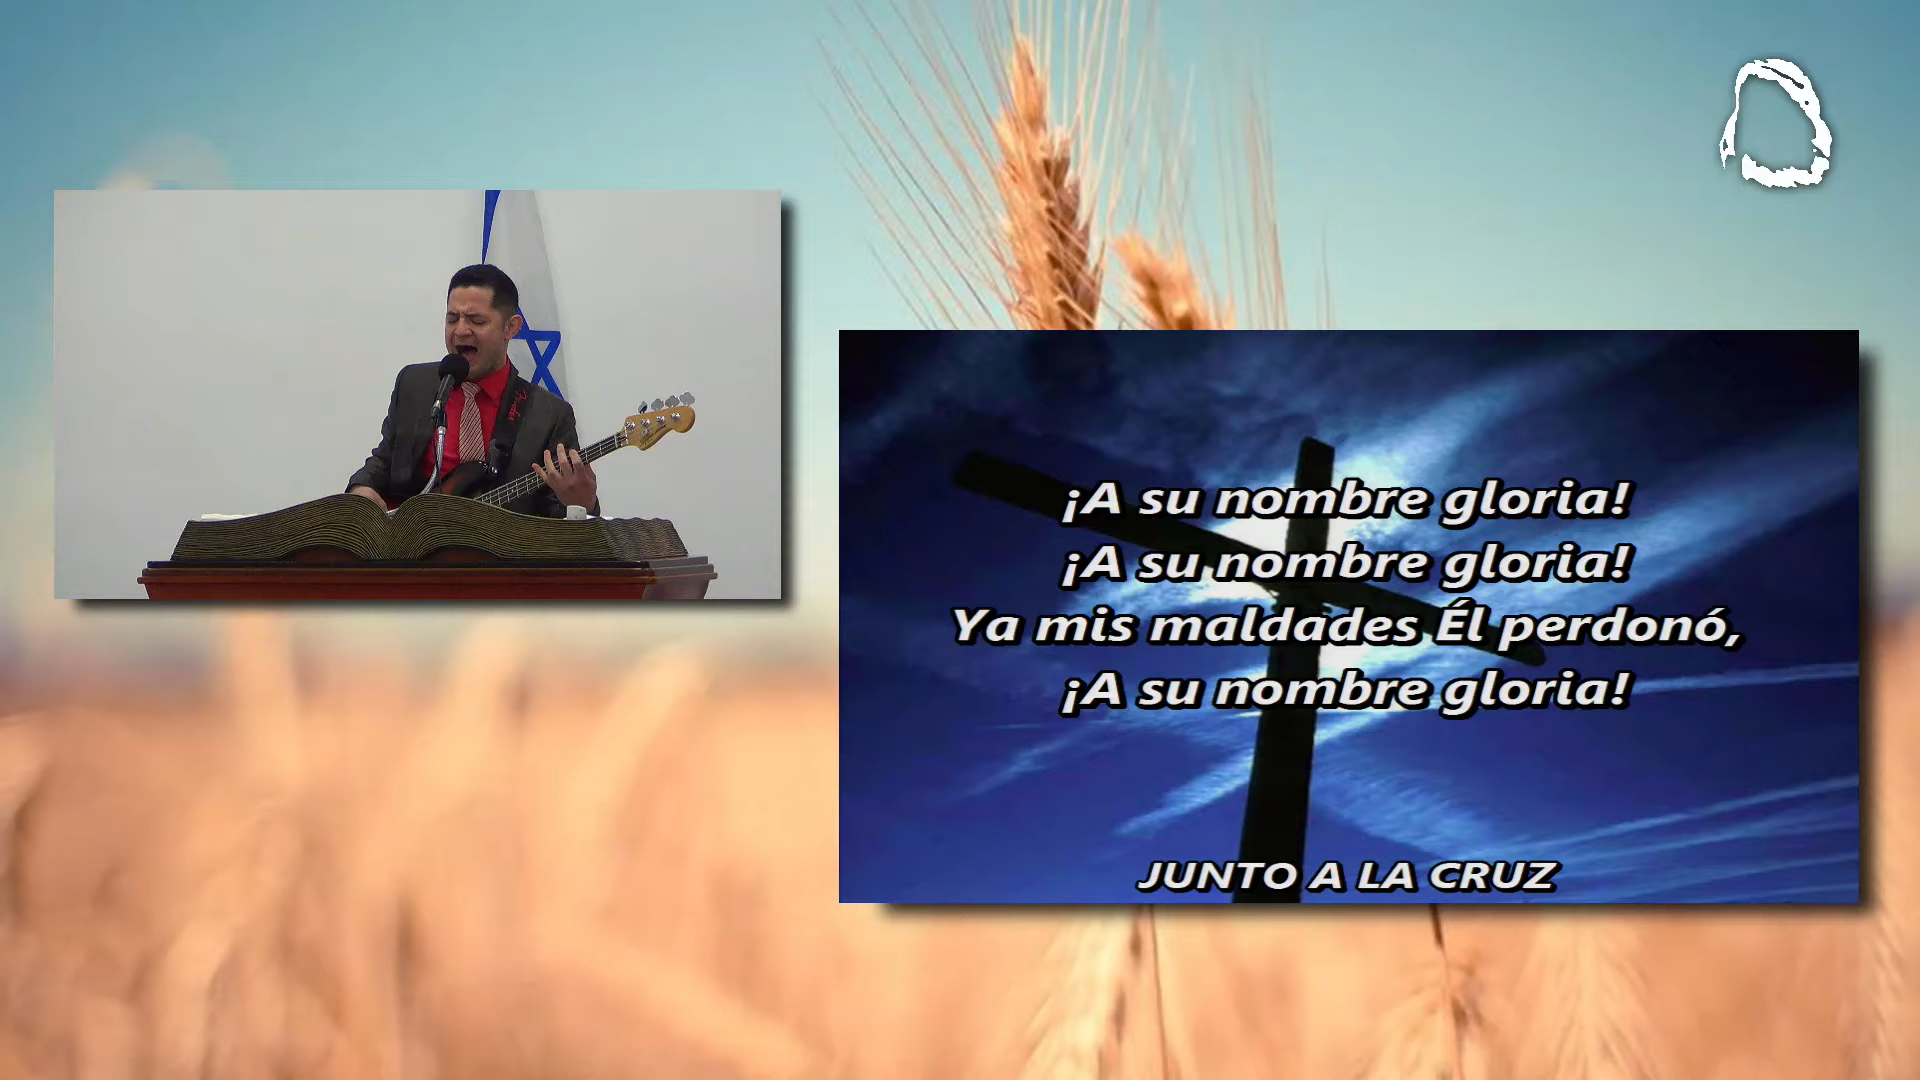 ¡A su nombre gloria!
¡A su nombre gloria!
Ya mis maldades Él perdonó,
¡A su nombre gloria!
JUNTO A LA CRUZ